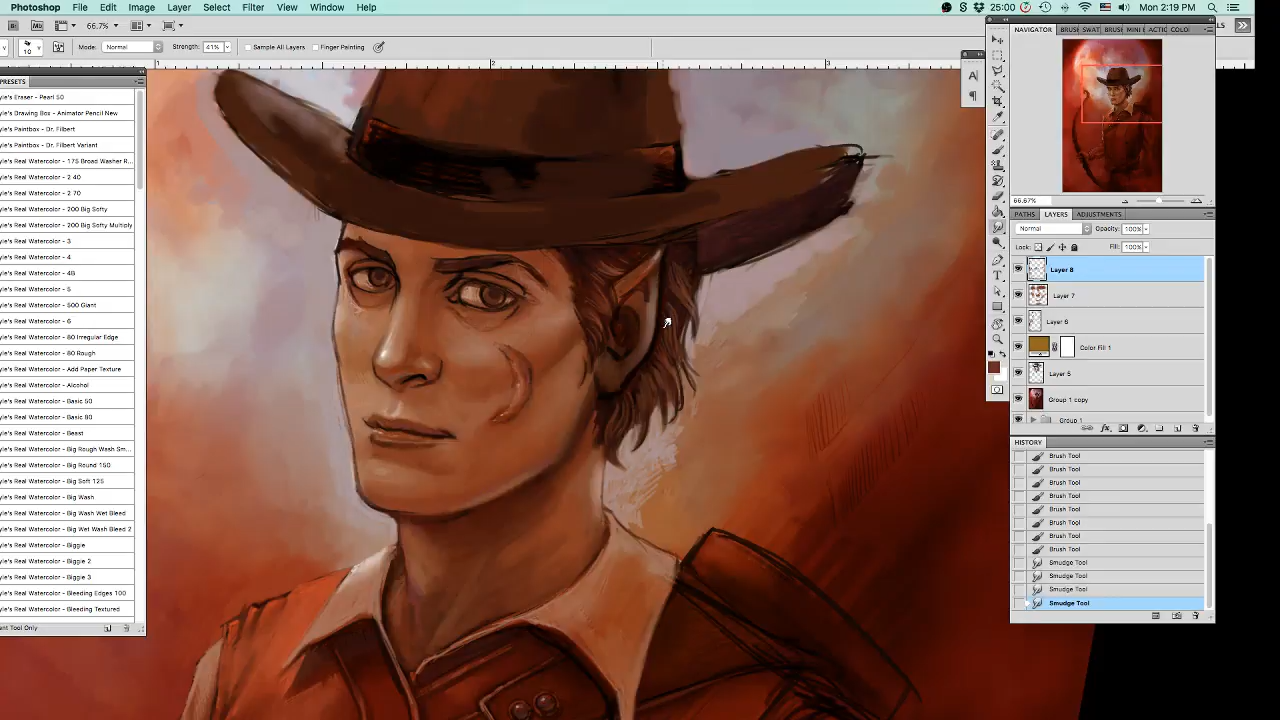 Photoshop File Edit Image Layer Select Filter View Window Help 25:00 Mon 2:19 PM
Br Mb 66.7%
10 Mode: Normal Strength: 41% Sample All Layers Finger Painting
1 2 3
PRESETS
yle's Eraser - Pearl 50
yle's Drawing Box - Animator Pencil New
yle's Paintbox - Dr. Filbert
yle's Paintbox - Dr. Filbert Variant
yle's Real Watercolor - 175 Broad Washer R...
yle's Real Watercolor - 2 40
yle's Real Watercolor - 2 70
yle's Real Watercolor - 200 Big Softy
yle's Real Watercolor - 200 Big Softy Multiply
yle's Real Watercolor - 3
yle's Real Watercolor - 4
yle's Real Watercolor - 4B
yle's Real Watercolor - 5
yle's Real Watercolor - 500 Giant
yle's Real Watercolor - 6
yle's Real Watercolor - 80 Irregular Edge
yle's Real Watercolor - 80 Rough
yle's Real Watercolor - Add Paper Texture
yle's Real Watercolor - Alcohol
yle's Real Watercolor - Basic 50
yle's Real Watercolor - Basic 80
yle's Real Watercolor - Beast
yle's Real Watercolor - Big Rough Wash Sm...
yle's Real Watercolor - Big Round 150
yle's Real Watercolor - Big Soft 125
yle's Real Watercolor - Big Wash
yle's Real Watercolor - Big Wash Wet Bleed
yle's Real Watercolor - Big Wet Wash Bleed 2
yle's Real Watercolor - Biggie
yle's Real Watercolor - Biggie 2
yle's Real Watercolor - Biggie 3
yle's Real Watercolor - Bleeding Edges 100
yle's Real Watercolor - Bleeding Textured
ent Tool Only
NAVIGATOR BRUS SWAT BRUS MINI ACTIC COLO
66.67%
PATHS LAYERS ADJUSTMENTS
Normal Opacity: 100%
Lock: Fill: 100%
Layer 8
Layer 7
Layer 6
Color Fill 1
Layer 5
Group 1 copy
Group 1
HISTORY
Brush Tool
Brush Tool
Brush Tool
Brush Tool
Brush Tool
Brush Tool
Brush Tool
Brush Tool
Smudge Tool
Smudge Tool
Smudge Tool
Smudge Tool